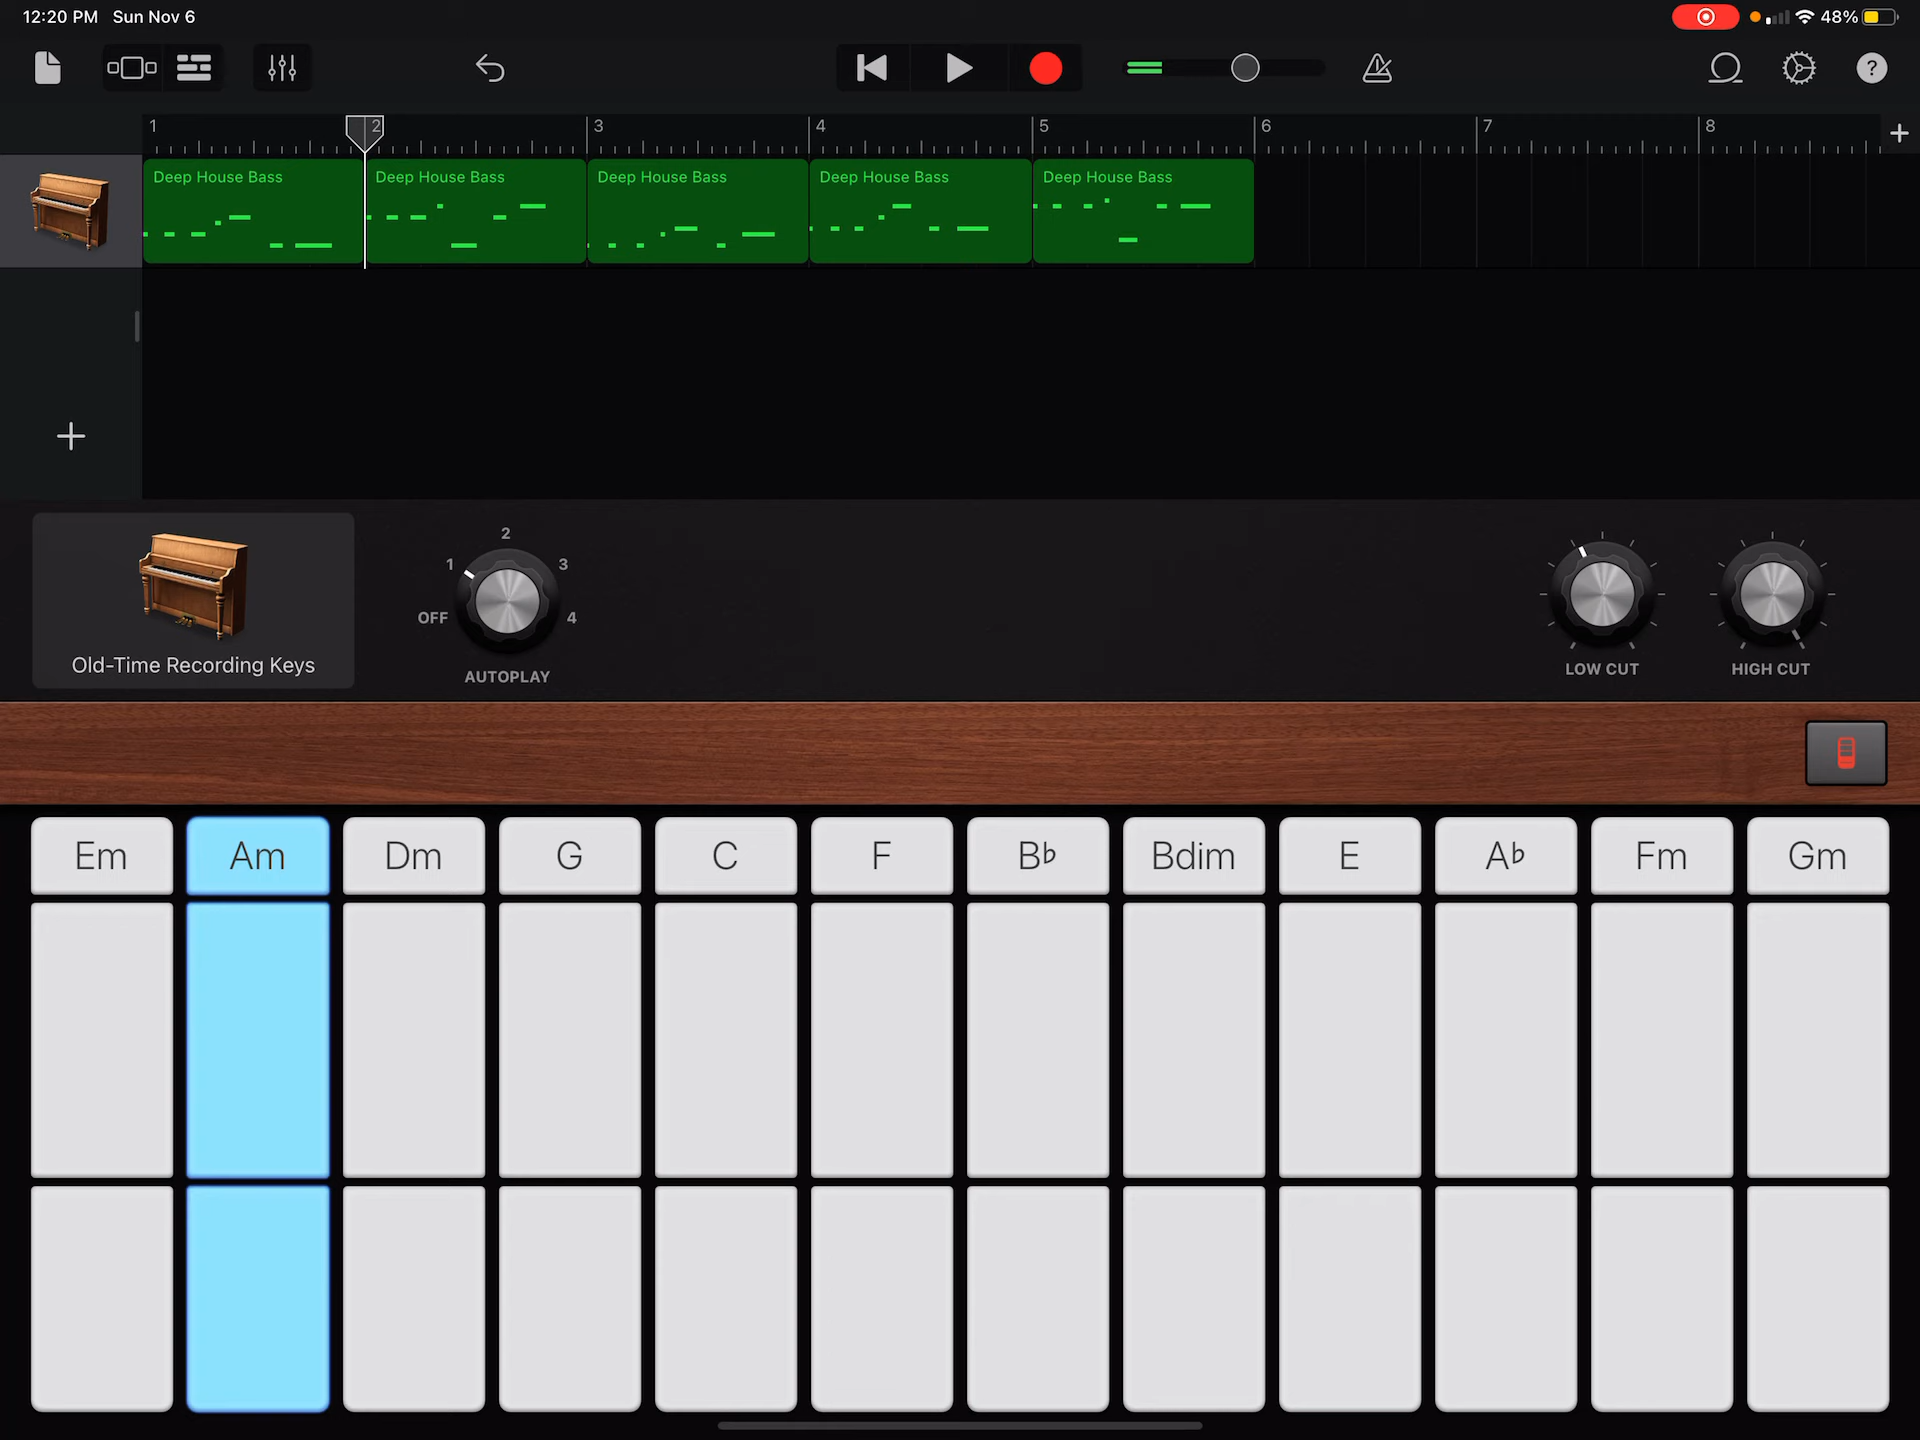 12:20 PM Sun Nov 6 48%
?
1 2 3 4 5 6 7 8
Deep House Bass Deep House Bass Deep House Bass Deep House Bass Deep House Bass
2
1 3
OFF 4
Old-Time Recording Keys AUTOPLAY LOW CUT HIGH CUT
Em Am Dm G C F B♭ Bdim E A♭ Fm Gm